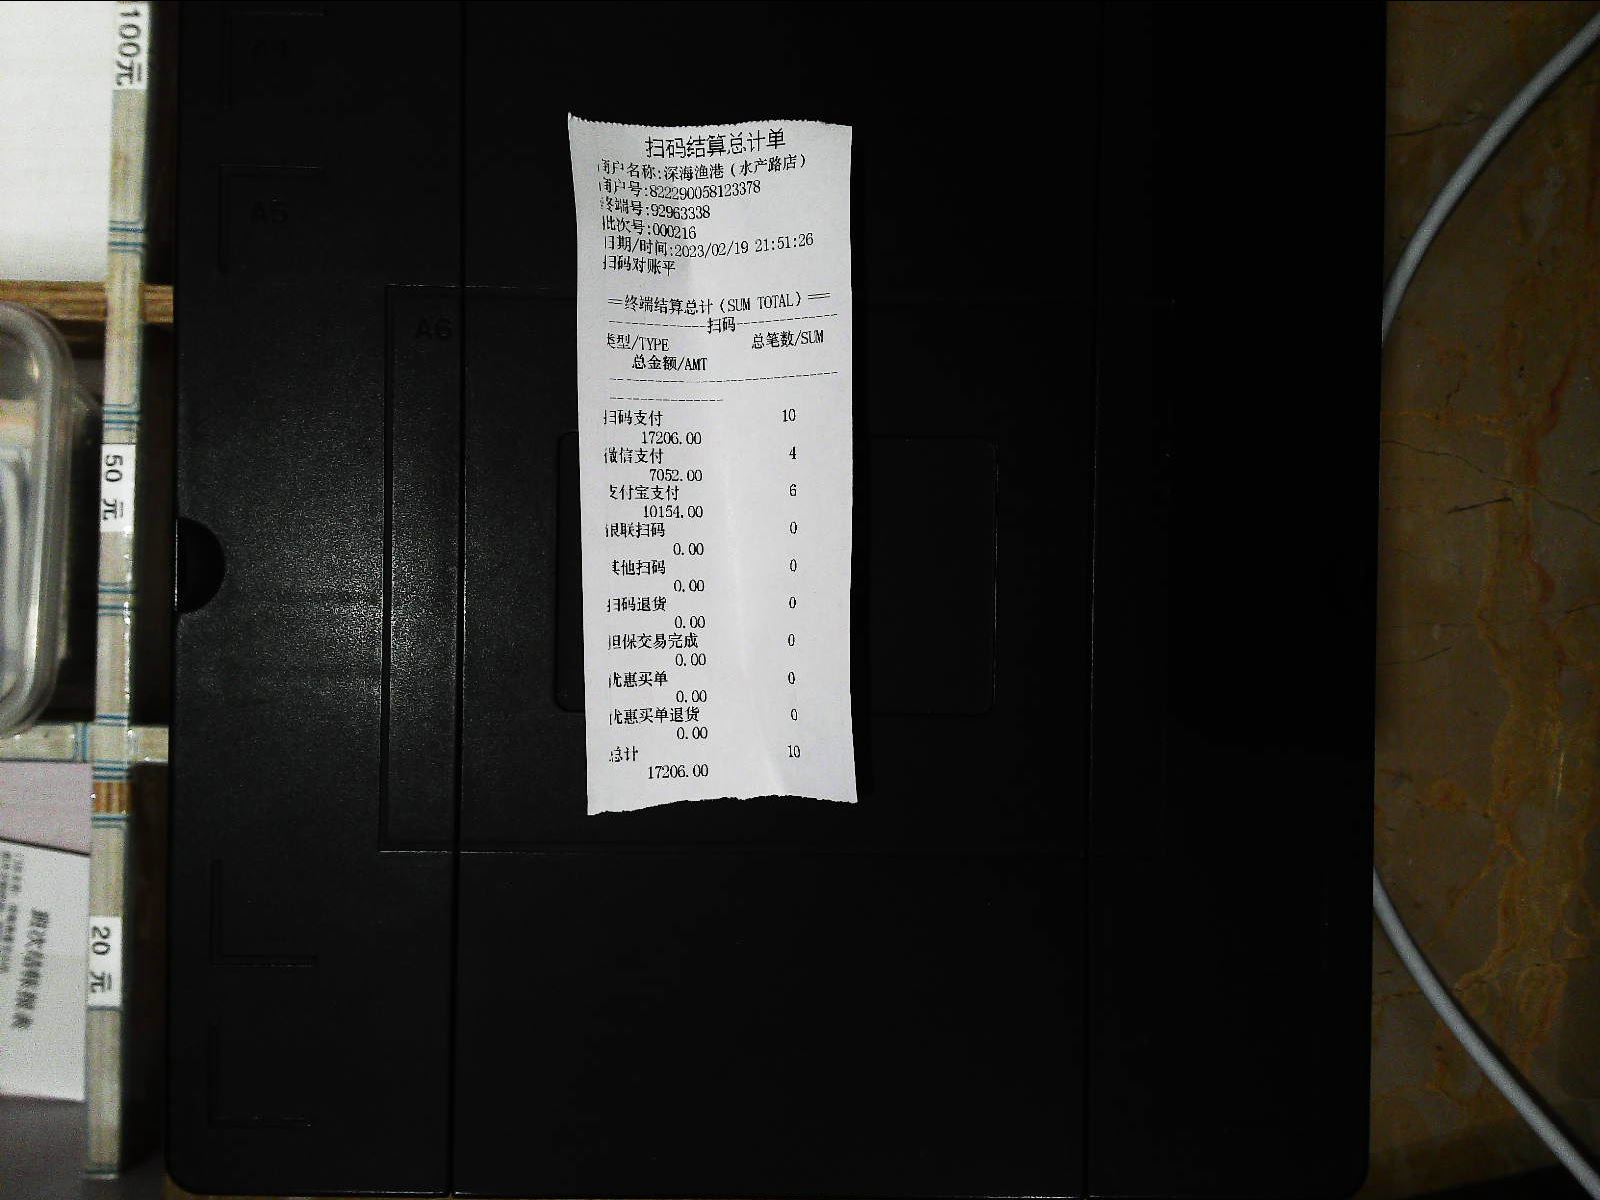 扫码结算总计单
商户名称:深海渔港(水产路店)
商户号:822290058123378
终端号:92963338
批次号:000216
日期/时间:2023/02/19 21:51:26
扫码对账平
=终端结算总计(SUM TOTAL)==
扫码
类型/TYPE 总笔数/SUM
总金额/AMT
扫码支付 10
17206.00
微信支付 4
7052.00
支付宝支付 6
10154.00
银联扫码 0
0.00
其他扫码 0
0.00
扫码退货 0
0.00
担保交易完成 0
0.00
优惠买单 0
0.00
优惠买单退货 0
0.00
总计 10
17206.00
100元
50元
20元
A5
A6